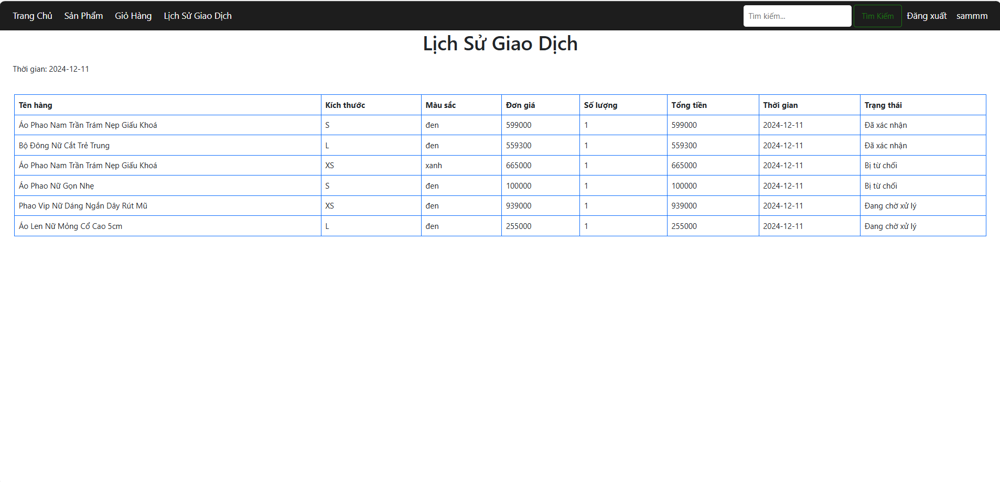 Trang Chủ Sản Phẩm Giỏ Hàng Lịch Sử Giao Dịch Tìm kiếm... Tìm Kiếm Đăng xuất sammm
Lịch Sử Giao Dịch
Thời gian: 2024-12-11
Tên hàng Kích thước Màu sắc Đơn giá Số lượng Tổng tiền Thời gian Trạng thái
Áo Phao Nam Trần Trám Nẹp Giấu Khoá S đen 599000 1 599000 2024-12-11 Đã xác nhận
Bộ Đông Nữ Cắt Trẻ Trung L đen 559300 1 559300 2024-12-11 Đã xác nhận
Áo Phao Nam Trần Trám Nẹp Giấu Khoá XS xanh 665000 1 665000 2024-12-11 Bị từ chối
Áo Phao Nữ Gọn Nhẹ S đen 100000 1 100000 2024-12-11 Bị từ chối
Phao Vip Nữ Dáng Ngắn Dây Rút Mũ XS đen 939000 1 939000 2024-12-11 Đang chờ xử lý
Áo Len Nữ Mỏng Cổ Cao 5cm L đen 255000 1 255000 2024-12-11 Đang chờ xử lý